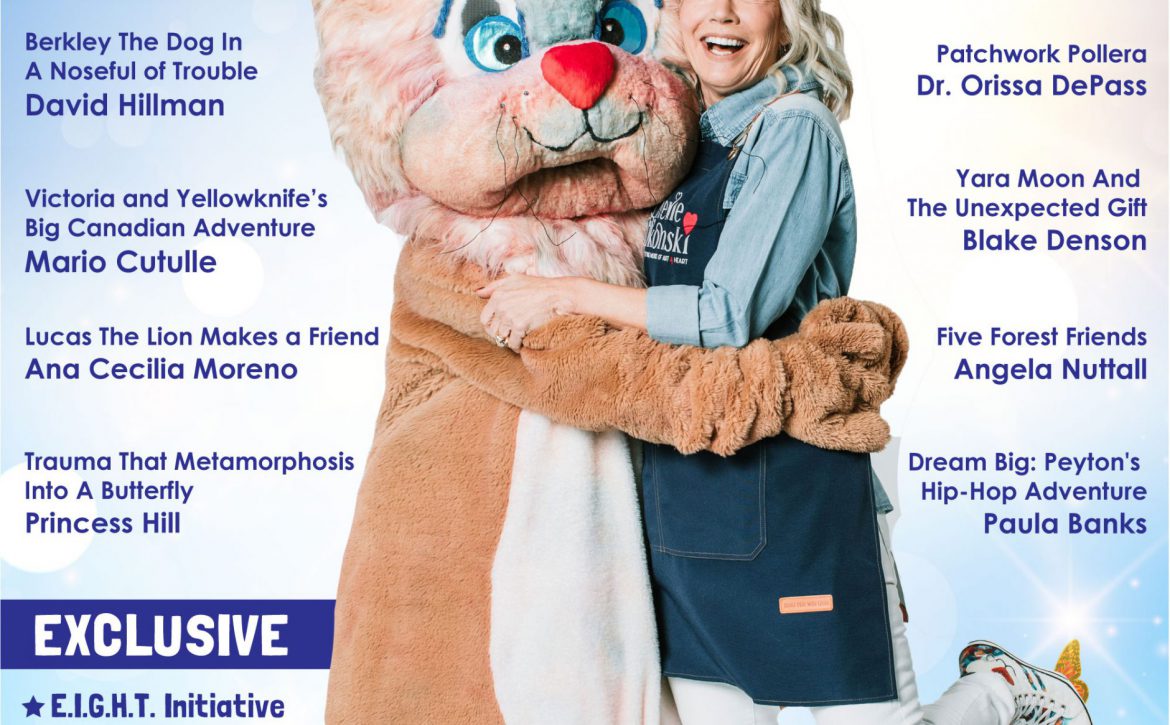 Berkley The Dog In
A Noseful of Trouble
David Hillman
Victoria and Yellowknife's
Big Canadian Adventure
Mario Cutulle
Lucas The Lion Makes a Friend
Ana Cecilia Moreno
Trauma That Metamorphosis
Into A Butterfly
Princess Hill
EXCLUSIVE
★ E.I.G.H.T. Initiative
Patchwork Pollera
Dr. Orissa DePass
Yara Moon And
The Unexpected Gift
Blake Denson
Five Forest Friends
Angela Nuttall
Dream Big: Peyton's
Hip-Hop Adventure
Paula Banks